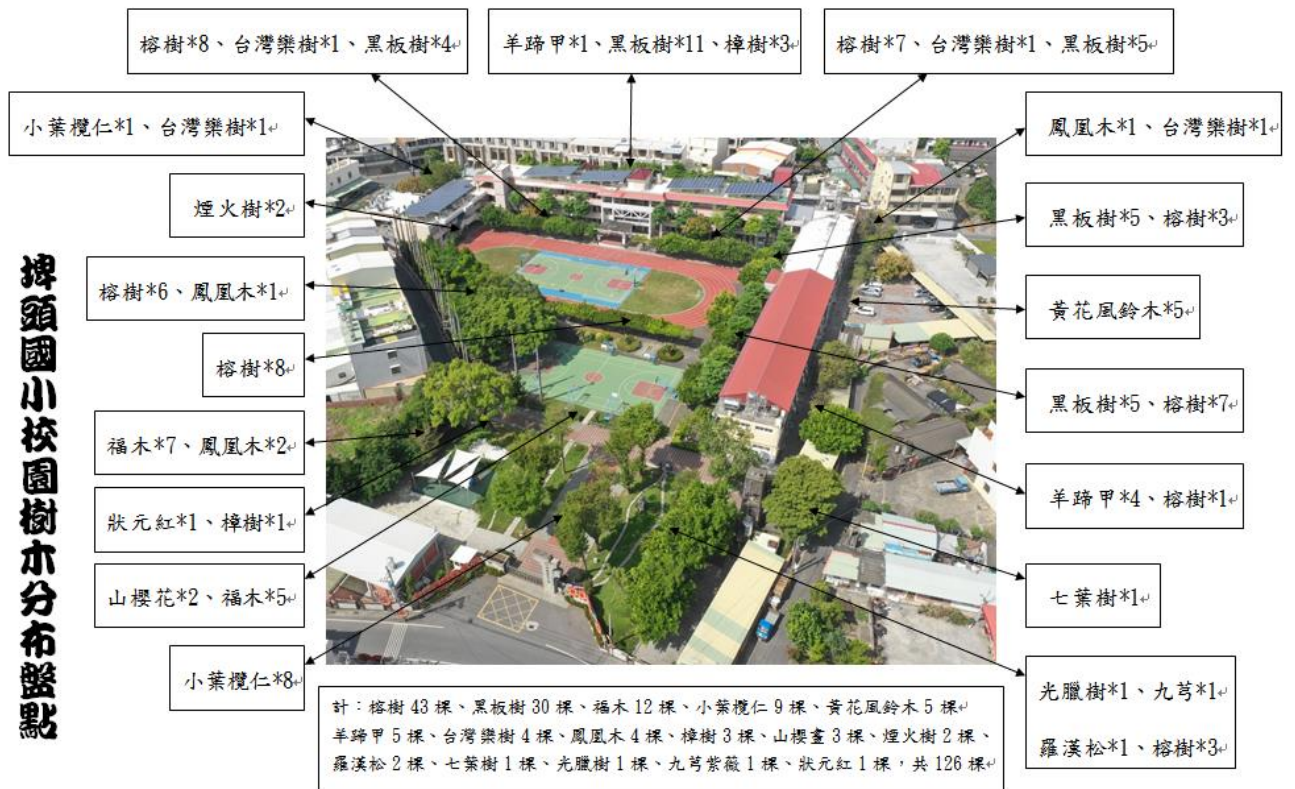 埤頭國小校園樹木分布盤點
榕樹*8、台灣欒樹*1、黑板樹*4
羊蹄甲*1、黑板樹*11、樟樹*3
榕樹*7、台灣欒樹*1、黑板樹*5
小葉欖仁*1、台灣欒樹*1
鳳凰木*1、台灣欒樹*1
煙火樹*2
黑板樹*5、榕樹*3
榕樹*6、鳳凰木*1
黃花風鈴木*5
榕樹*8
黑板樹*5、榕樹*7
福木*7、鳳凰木*2
羊蹄甲*4、榕樹*1
狀元紅*1、樟樹*1
山櫻花*2、福木*5
七葉樹*1
小葉欖仁*8
光臘樹*1、九芎*1
羅漢松*1、榕樹*3
計：榕樹 43 棵、黑板樹 30 棵、福木 12 棵、小葉欖仁 9 棵、黃花風鈴木 5 棵
羊蹄甲 5 棵、台灣欒樹 4 棵、鳳凰木 4 棵、樟樹 3 棵、山櫻畫 3 棵、煙火樹 2 棵、
羅漢松 2 棵、七葉樹 1 棵、光臘樹 1 棵、九芎紫薇 1 棵、狀元紅 1 棵，共 126 棵